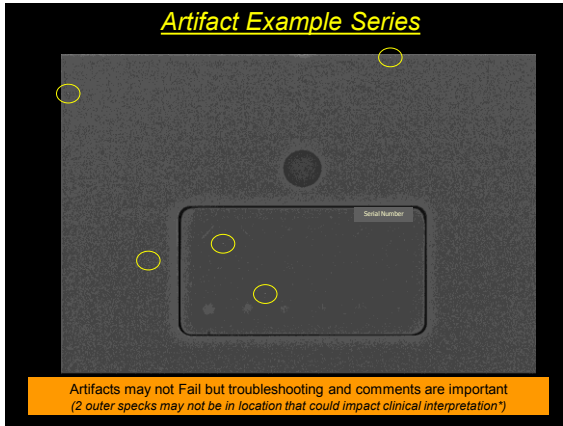 Artifact Example Series
Serial Number
Artifacts may not Fail but troubleshooting and comments are important
(2 outer specks may not be in location that could impact clinical interpretation*)